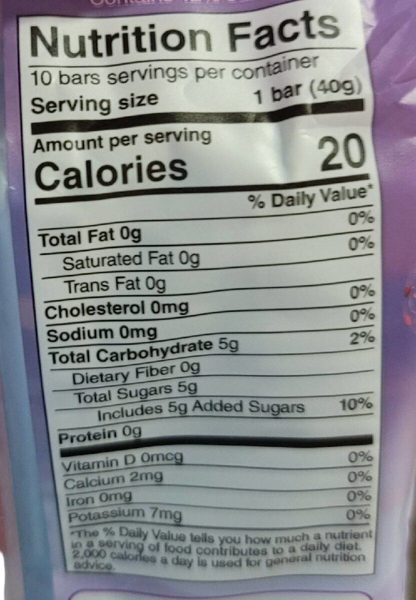 Nutrition Facts
10 bars servings per container
Serving size 1 bar (40g)
Amount per serving
Calories 20
% Daily Value*
Total Fat 0g 0%
Saturated Fat 0g 0%
Trans Fat 0g
Cholesterol 0mg 0%
Sodium 0mg 0%
Total Carbohydrate 5g 2%
Dietary Fiber 0g
Total Sugars 5g
Includes 5g Added Sugars 10%
Protein 0g
Vitamin D 0mcg 0%
Calcium 2mg 0%
Iron 0mg 0%
Potassium 7mg 0%
*The % Daily Value tells you how much a nutrient
in a serving of food contributes to a daily diet.
2,000 calories a day is used for general nutrition
advice.